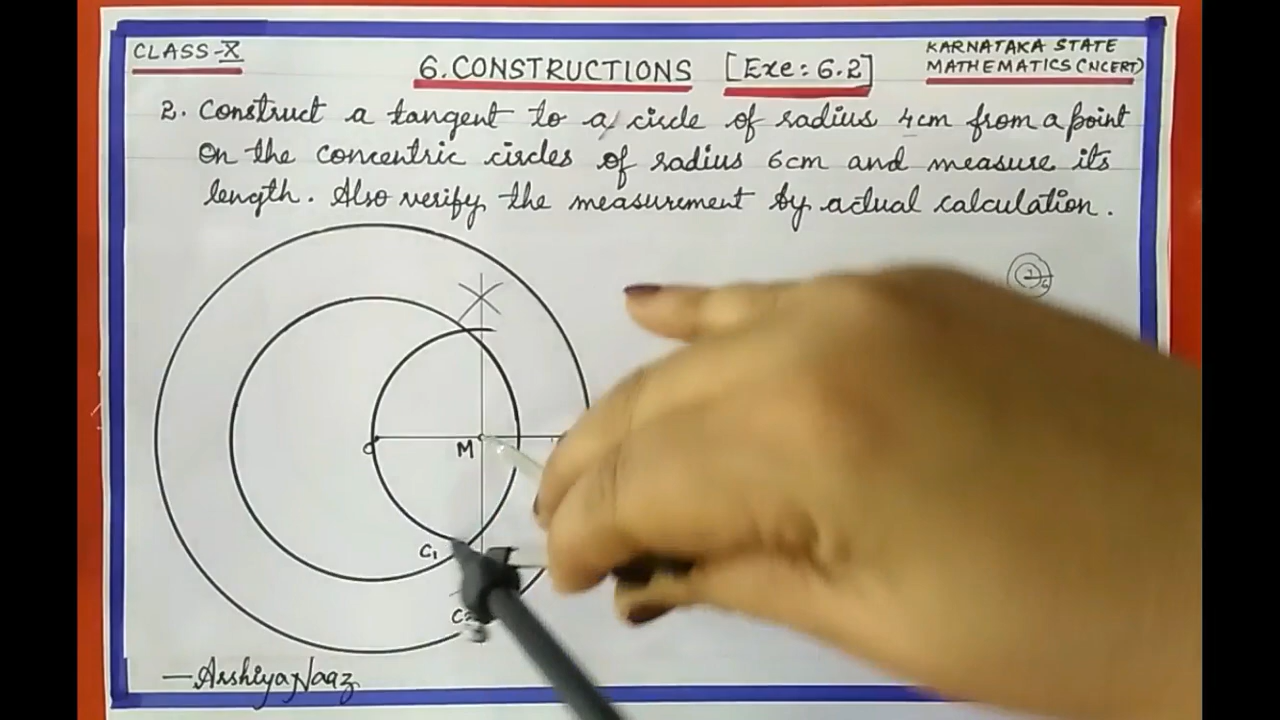 CLASS-X
6.CONSTRUCTIONS [Exe: 6.2]
KARNATAKA STATE
MATHEMATICS (NCERT)
2. Construct a tangent to a circle of radius 4cm from a point
on the concentric circles of radius 6cm and measure its
length. Also verify the measurement by actual calculation.
O
M
C1
C2
— Arshiya Naaz